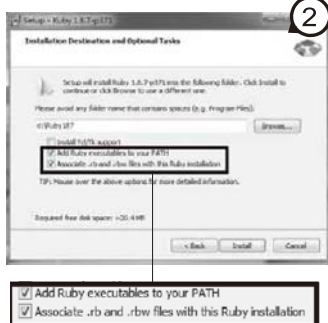 Setup - Ruby 1.8.7-p371
2
Installation Destination and Optional Tasks
Setup will install Ruby 1.8.7-p371 into the following folder. Click Install to
continue or click Browse to use a different one.
Please avoid any folder name that contains spaces (e.g. Program Files).
c:\Ruby187
Browse...
Install Tcl/Tk support
Add Ruby executables to your PATH
Associate .rb and .rbw files with this Ruby installation
TIP: Mouse over the above options for more detailed information.
Required free disk space: ~20.4 MB
< Back Install Cancel
Add Ruby executables to your PATH
Associate .rb and .rbw files with this Ruby installation